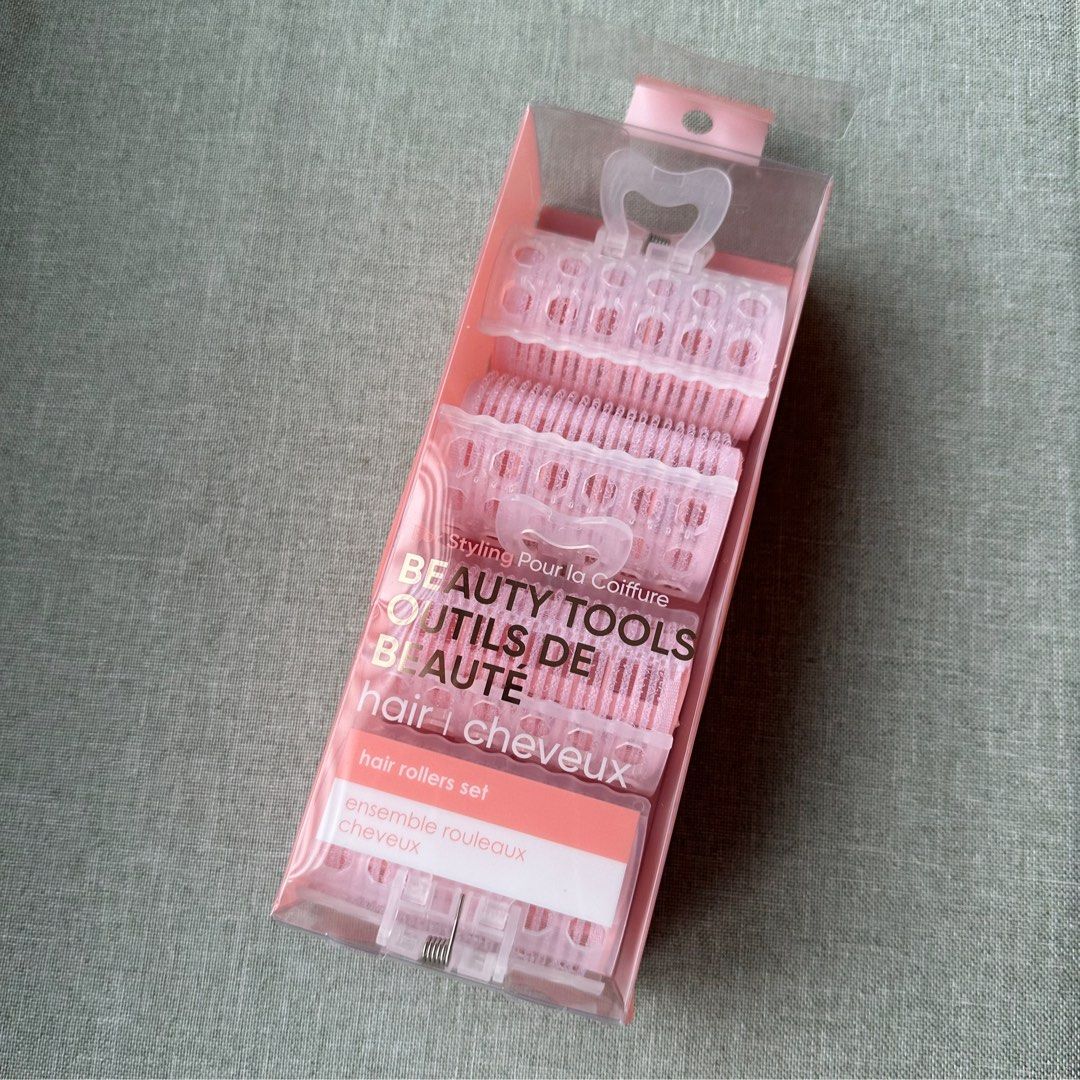 Styling Pour la Coiffure
BEAUTY TOOLS
OUTILS DE
BEAUTÉ
hair | cheveux
hair rollers set
ensemble rouleaux
cheveux